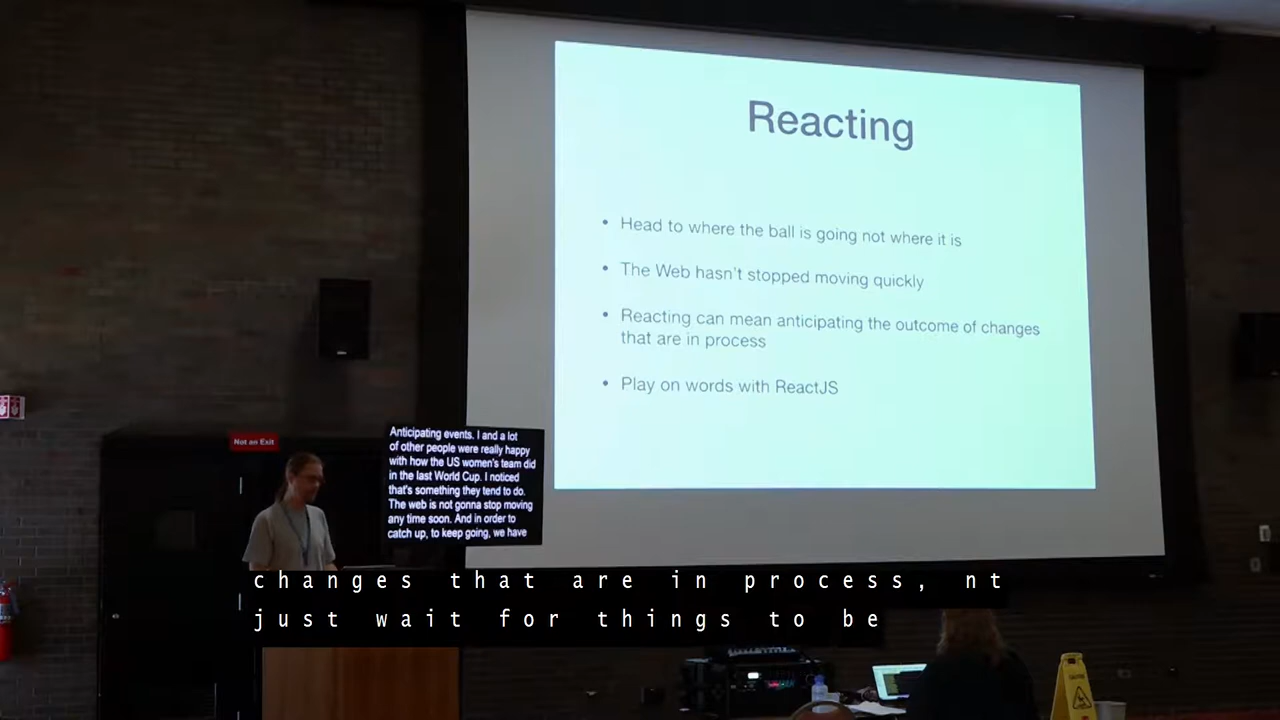 Reacting
• Head to where the ball is going not where it is
• The Web hasn't stopped moving quickly
• Reacting can mean anticipating the outcome of changes
that are in process
• Play on words with ReactJS
Not an Exit
Anticipating events. I and a lot
of other people were really happy
with how the US women's team did
in the last World Cup. I noticed
that's something they tend to do.
The web is not gonna stop moving
any time soon. And in order to
catch up, to keep going, we have
changes that are in process, nt
just wait for things to be
CAUTION